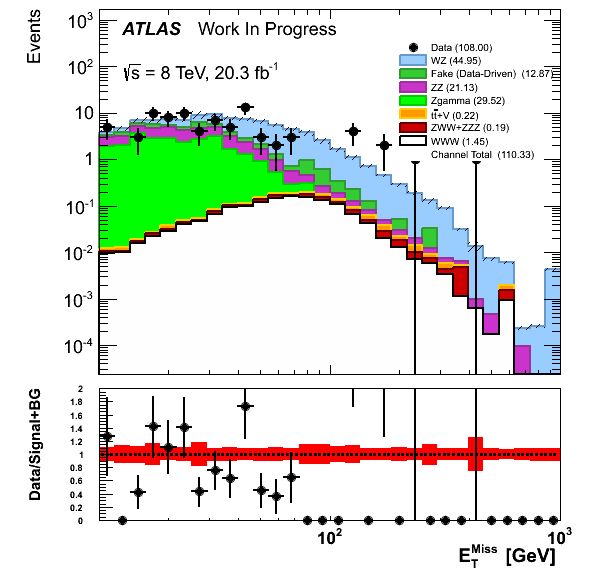 ATLAS Work In Progress
√s = 8 TeV, 20.3 fb⁻¹
Data (108.00)
WZ (44.95)
Fake (Data-Driven) (12.87)
ZZ (21.13)
Zgamma (29.52)
tt̄+V (0.22)
ZWW+ZZZ (0.19)
WWW (1.45)
Channel Total (110.33)
Events
10³
10²
10
1
10⁻¹
10⁻²
10⁻³
10⁻⁴
Data/Signal+BG
2
1.8
1.6
1.4
1.2
1
0.8
0.6
0.4
0.2
0
10² 10³
E_T^Miss [GeV]